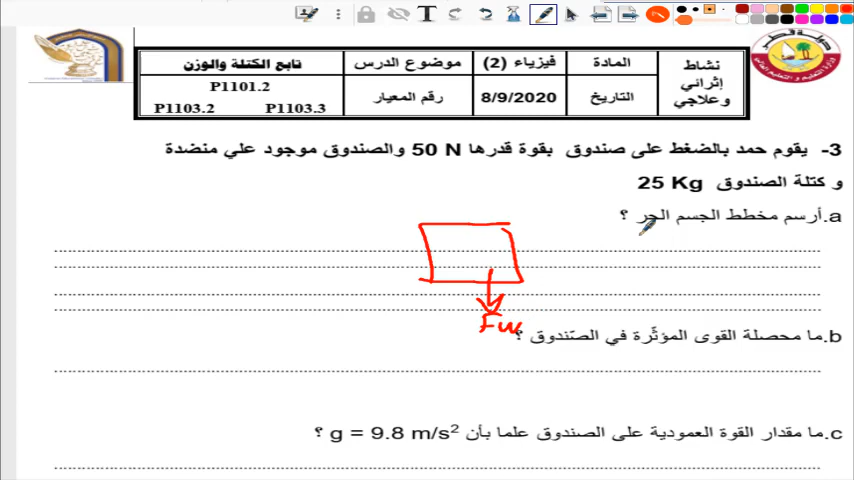 نشاط إثرائي وعلاجي
المادة
فيزياء (2)
موضوع الدرس
تابع الكتلة والوزن
التاريخ
8/9/2020
رقم المعيار
P1101.2
P1103.2 P1103.3
3- يقوم حمد بالضغط على صندوق بقوة قدرها 50 N والصندوق موجود علي منضدة
و كتلة الصندوق 25 Kg
a.أرسم مخطط الجسم الحر ؟
Fw
b.ما محصلة القوى المؤثّرة في الصّندوق ؟
c.ما مقدار القوة العمودية على الصندوق علما بأن g = 9.8 m/s² ؟